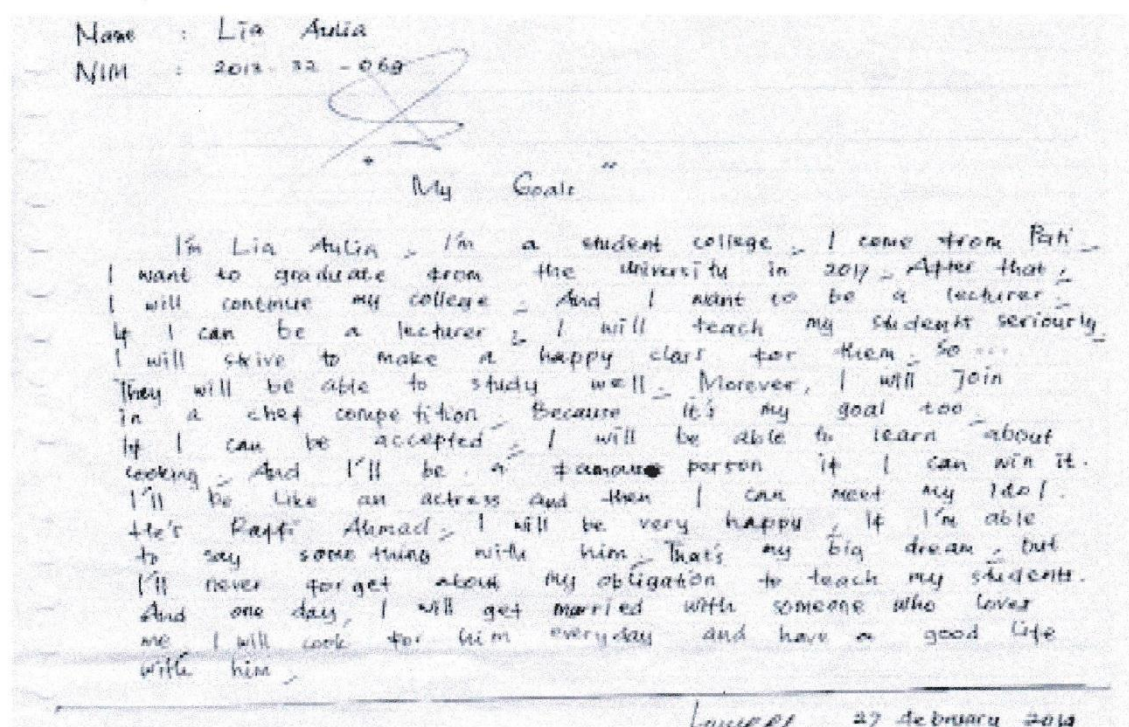 Name : Lia Aulia
NIM : 2013-32-069
" My Goals "
I'm Lia Aulia. I'm a student college. I come from Pati.
I want to graduate from the university in 2017. After that,
I will continue my college. And I want to be a lecturer.
If I can be a lecturer, I will teach my students seriously.
I will strive to make a happy class for them. So ...
They will be able to study well. Morever, I will Join
in a chef competition. Because it's my goal too.
If I can be accepted, I will be able to learn about
cooking. And I'll be a famous person if I can win it.
I'll be like an actress and then I can meet my Idol.
He's Raffi Ahmad. I will be very happy, If I'm able
to say something with him. That's my big dream, but
I'll never forget about my obligation to teach my students.
And one day, I will get married with someone who loves
me. I will cook for him everyday and have a good life
with him.
27 february